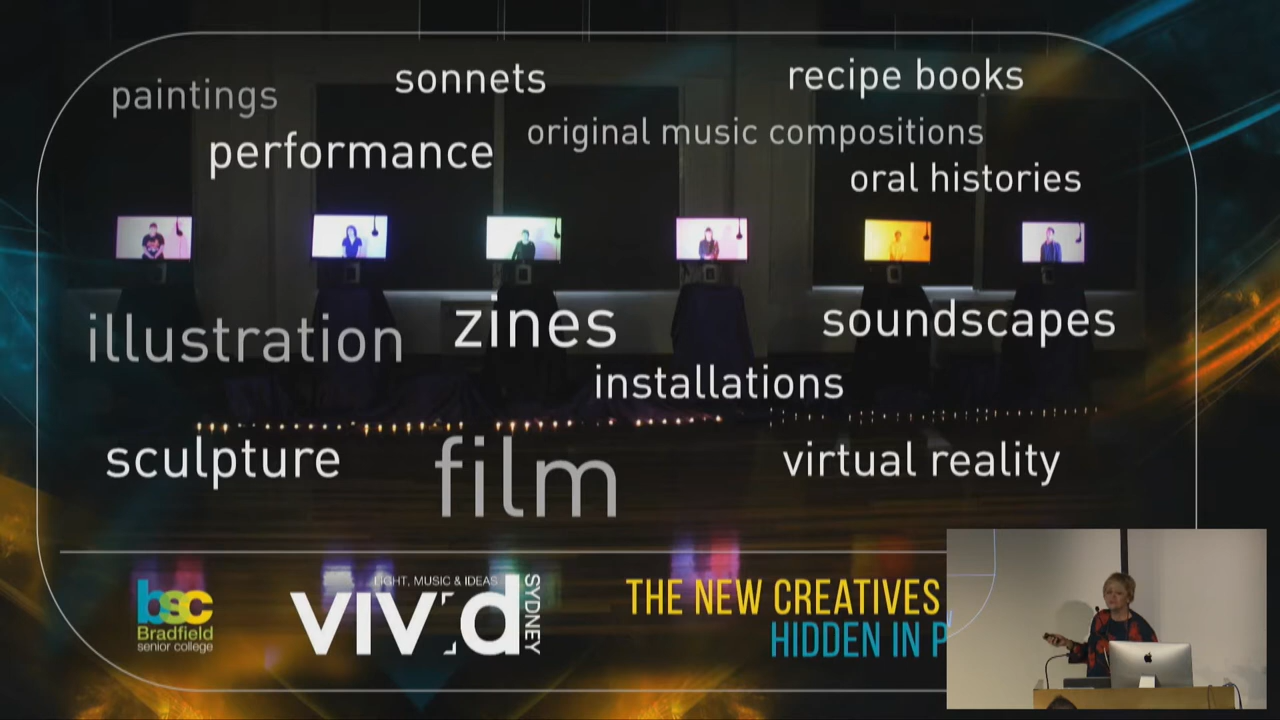 paintings
sonnets
recipe books
performance
original music compositions
oral histories
illustration
zines
soundscapes
installations
sculpture
film
virtual reality
bsc
Bradfield
senior college
LIGHT, MUSIC & IDEAS
VIVID
SYDNEY
THE NEW CREATIVES
HIDDEN IN